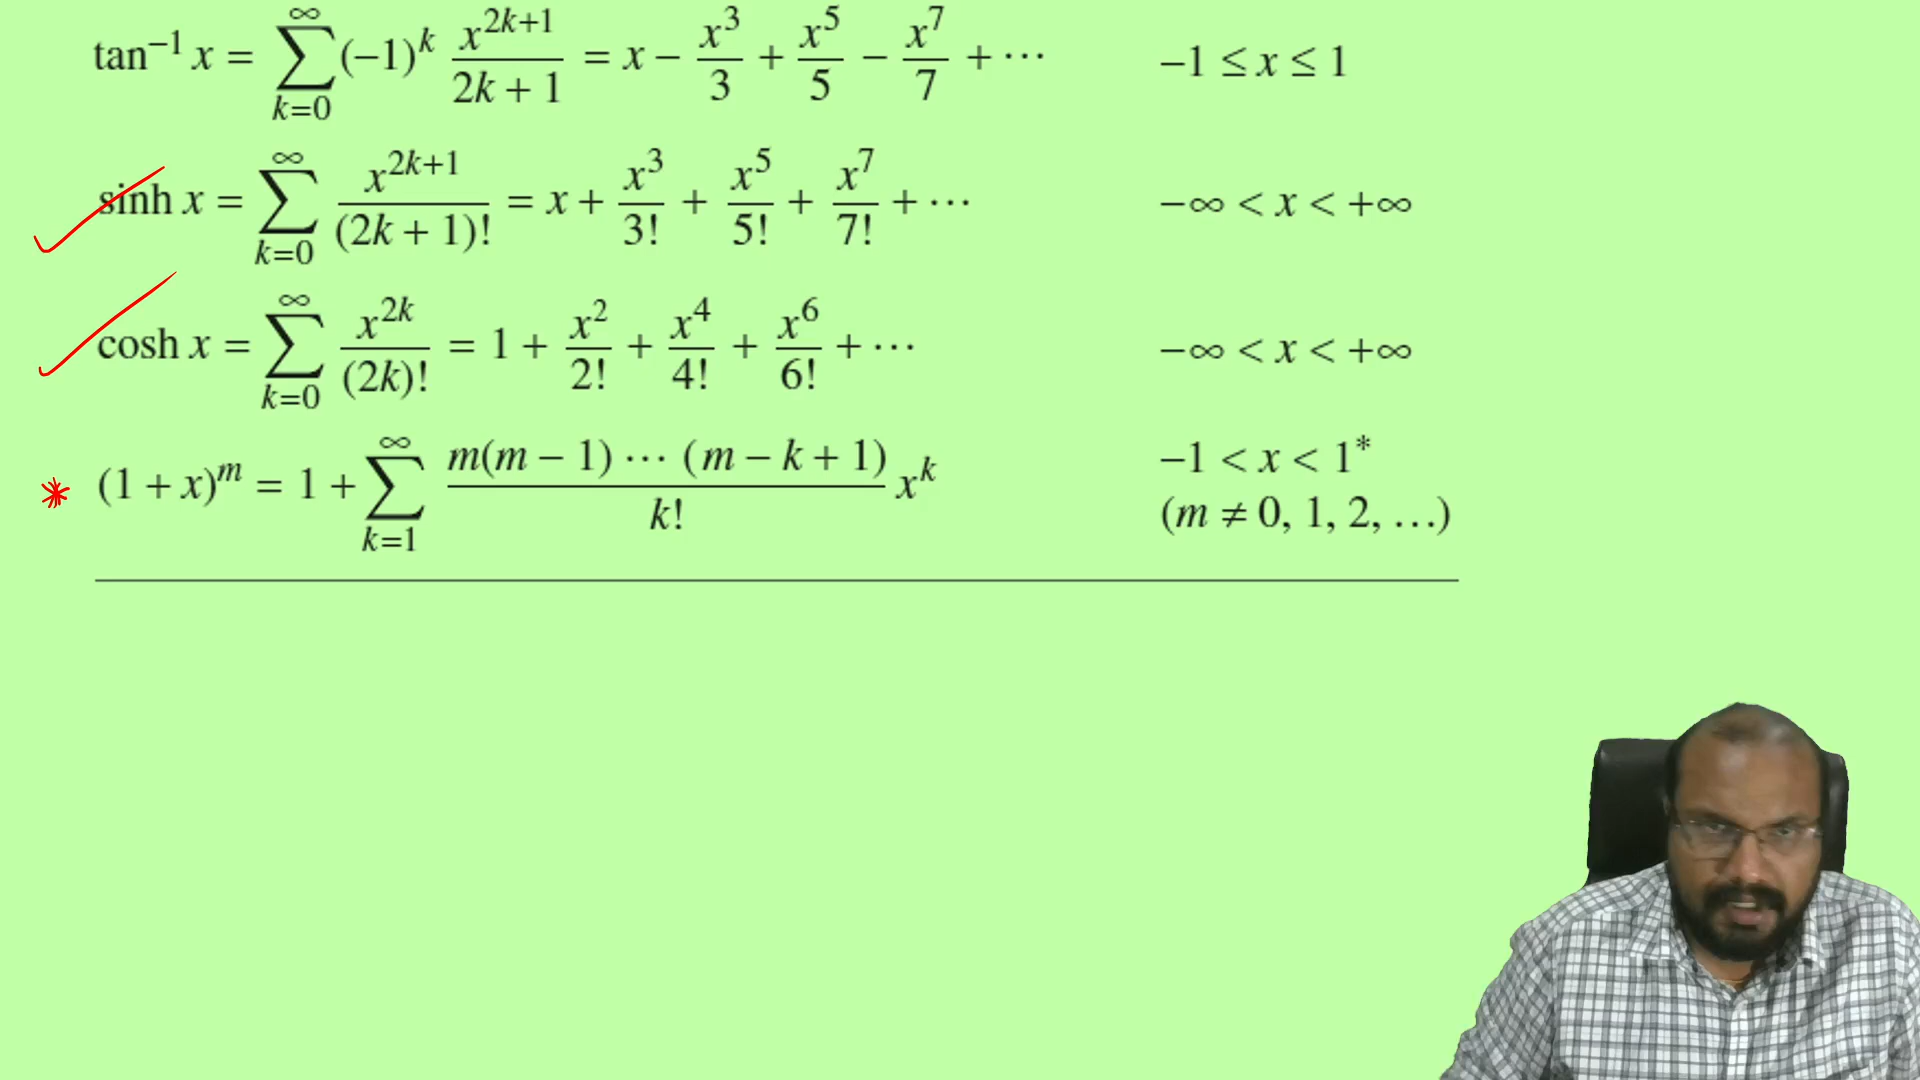 tan⁻¹ x = ∑_{k=0}^{∞} (−1)^k x^{2k+1}/(2k + 1) = x − x³/3 + x⁵/5 − x⁷/7 + ⋯ −1 ≤ x ≤ 1
sinh x = ∑_{k=0}^{∞} x^{2k+1}/(2k + 1)! = x + x³/3! + x⁵/5! + x⁷/7! + ⋯ −∞ < x < +∞
cosh x = ∑_{k=0}^{∞} x^{2k}/(2k)! = 1 + x²/2! + x⁴/4! + x⁶/6! + ⋯ −∞ < x < +∞
* (1 + x)^m = 1 + ∑_{k=1}^{∞} m(m − 1) ⋯ (m − k + 1)/k! x^k −1 < x < 1*
(m ≠ 0, 1, 2, …)